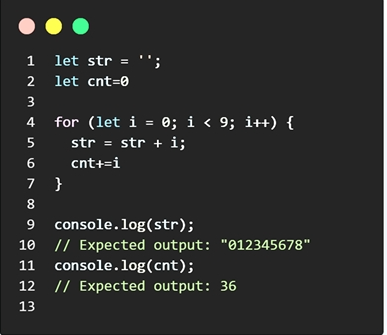 1 let str = '';
2 let cnt=0
3
4 for (let i = 0; i < 9; i++) {
5   str = str + i;
6   cnt+=i
7 }
8
9 console.log(str);
10 // Expected output: "012345678"
11 console.log(cnt);
12 // Expected output: 36
13